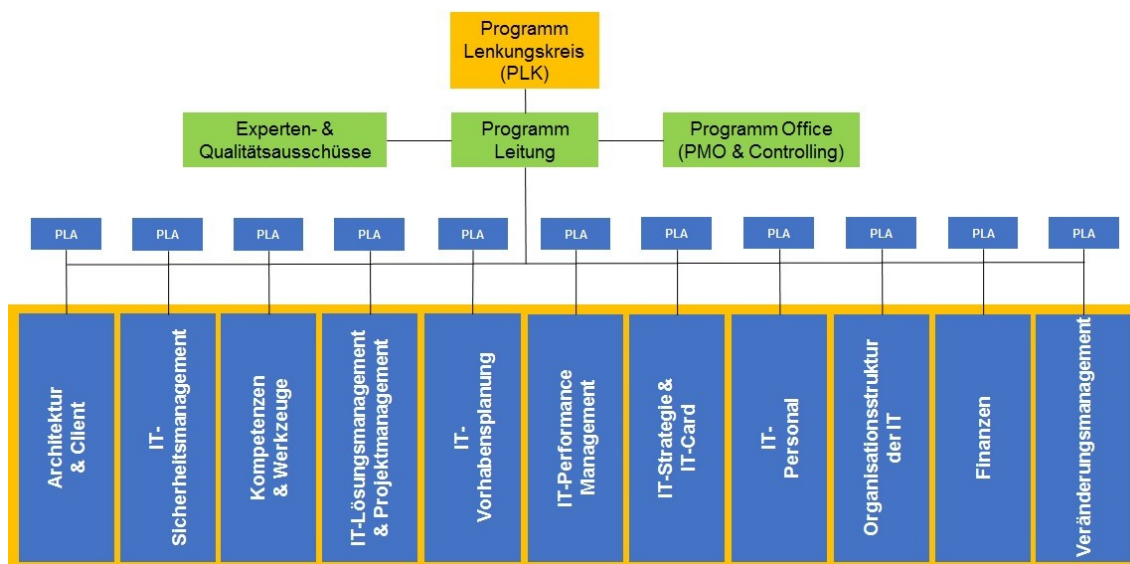 Programm
Lenkungskreis
(PLK)
Experten- &
Qualitätsausschüsse
Programm
Leitung
Programm Office
(PMO & Controlling)
PLA
PLA
PLA
PLA
PLA
PLA
PLA
PLA
PLA
PLA
PLA
Architektur
& Client
IT-
Sicherheitsmanagement
Kompetenzen
& Werkzeuge
IT-Lösungsmanagement
& Projektmanagement
IT-
Vorhabensplanung
IT-Performance
Management
IT-Strategie &
IT-Card
IT-
Personal
Organisationsstruktur
der IT
Finanzen
Veränderungsmanagement